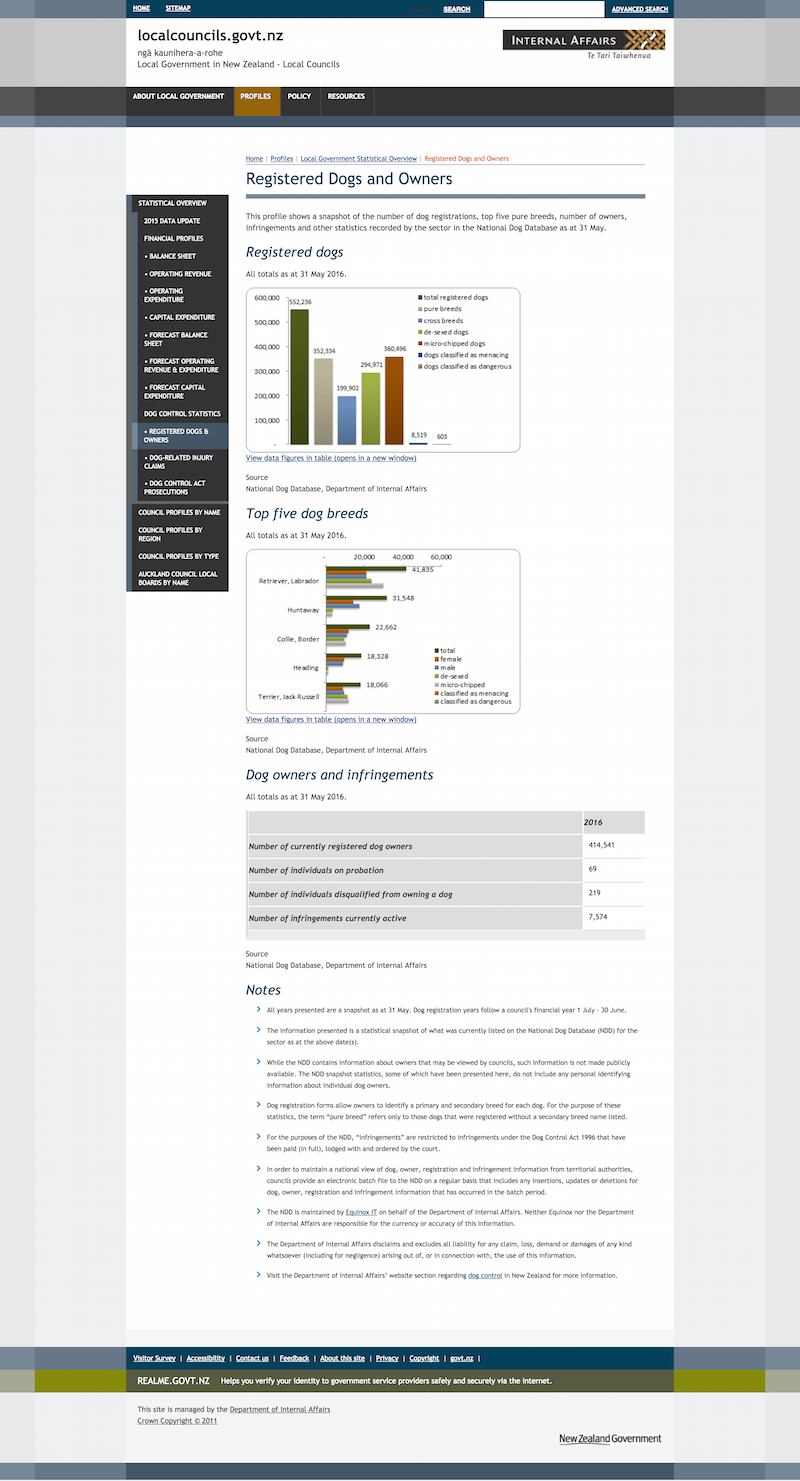 HOME SITEMAP SEARCH ADVANCED SEARCH
localcouncils.govt.nz
ngā kaunihera-a-rohe
Local Government in New Zealand - Local Councils
INTERNAL AFFAIRS
Te Tari Taiwhenua
ABOUT LOCAL GOVERNMENT PROFILES POLICY RESOURCES
Home | Profiles | Local Government Statistical Overview | Registered Dogs and Owners
Registered Dogs and Owners
STATISTICAL OVERVIEW
2015 DATA UPDATE
FINANCIAL PROFILES
• BALANCE SHEET
• OPERATING REVENUE
• OPERATING
EXPENDITURE
• CAPITAL EXPENDITURE
• FORECAST BALANCE
SHEET
• FORECAST OPERATING
REVENUE & EXPENDITURE
• FORECAST CAPITAL
EXPENDITURE
DOG CONTROL STATISTICS
• REGISTERED DOGS &
OWNERS
• DOG-RELATED INJURY
CLAIMS
• DOG CONTROL ACT
PROSECUTIONS
COUNCIL PROFILES BY NAME
COUNCIL PROFILES BY
REGION
COUNCIL PROFILES BY TYPE
AUCKLAND COUNCIL LOCAL
BOARDS BY NAME
This profile shows a snapshot of the number of dog registrations, top five pure breeds, number of owners,
infringements and other statistics recorded by the sector in the National Dog Database as at 31 May.
Registered dogs
All totals as at 31 May 2016.
600,000
500,000
400,000
300,000
200,000
100,000
-
552,236
352,334
199,902
294,971
360,496
8,519
603
total registered dogs
pure breeds
cross breeds
de-sexed dogs
micro-chipped dogs
dogs classified as menacing
dogs classified as dangerous
View data figures in table (opens in a new window)
Source
National Dog Database, Department of Internal Affairs
Top five dog breeds
All totals as at 31 May 2016.
- 20,000 40,000 60,000
Retriever, Labrador 41,835
Huntaway 31,548
Collie, Border 22,662
Heading 18,328
Terrier, Jack Russell 18,066
total
female
male
de-sexed
micro-chipped
classified as menacing
classified as dangerous
View data figures in table (opens in a new window)
Source
National Dog Database, Department of Internal Affairs
Dog owners and infringements
All totals as at 31 May 2016.
2016
Number of currently registered dog owners 414,541
Number of individuals on probation 69
Number of individuals disqualified from owning a dog 219
Number of infringements currently active 7,574
Source
National Dog Database, Department of Internal Affairs
Notes
All years presented are a snapshot as at 31 May. Dog registration years follow a council's financial year 1 July - 30 June.
The information presented is a statistical snapshot of what was currently listed on the National Dog Database (NDD) for the
sector as at the above date(s).
While the NDD contains information about owners that may be viewed by councils, such information is not made publicly
available. The NDD snapshot statistics, some of which have been presented here, do not include any personal identifying
information about individual dog owners.
Dog registration forms allow owners to identify a primary and secondary breed for each dog. For the purpose of these
statistics, the term “pure breed” refers only to those dogs that were registered without a secondary breed name listed.
For the purposes of the NDD, “infringements” are restricted to infringements under the Dog Control Act 1996 that have
been paid (in full), lodged with and ordered by the court.
In order to maintain a national view of dog, owner, registration and infringement information from territorial authorities,
councils provide an electronic batch file to the NDD on a regular basis that includes any insertions, updates or deletions for
dog, owner, registration and infringement information that has occurred in the batch period.
The NDD is maintained by Equinox IT on behalf of the Department of Internal Affairs. Neither Equinox nor the Department
of Internal Affairs are responsible for the currency or accuracy of this information.
The Department of Internal Affairs disclaims and excludes all liability for any claim, loss, demand or damages of any kind
whatsoever (including for negligence) arising out of, or in connection with, the use of this information.
Visit the Department of Internal Affairs’ website section regarding dog control in New Zealand for more information.
Visitor Survey | Accessibility | Contact us | Feedback | About this site | Privacy | Copyright | govt.nz |
REALME.GOVT.NZ Helps you verify your identity to government service providers safely and securely via the internet.
This site is managed by the Department of Internal Affairs
Crown Copyright © 2011
New Zealand Government